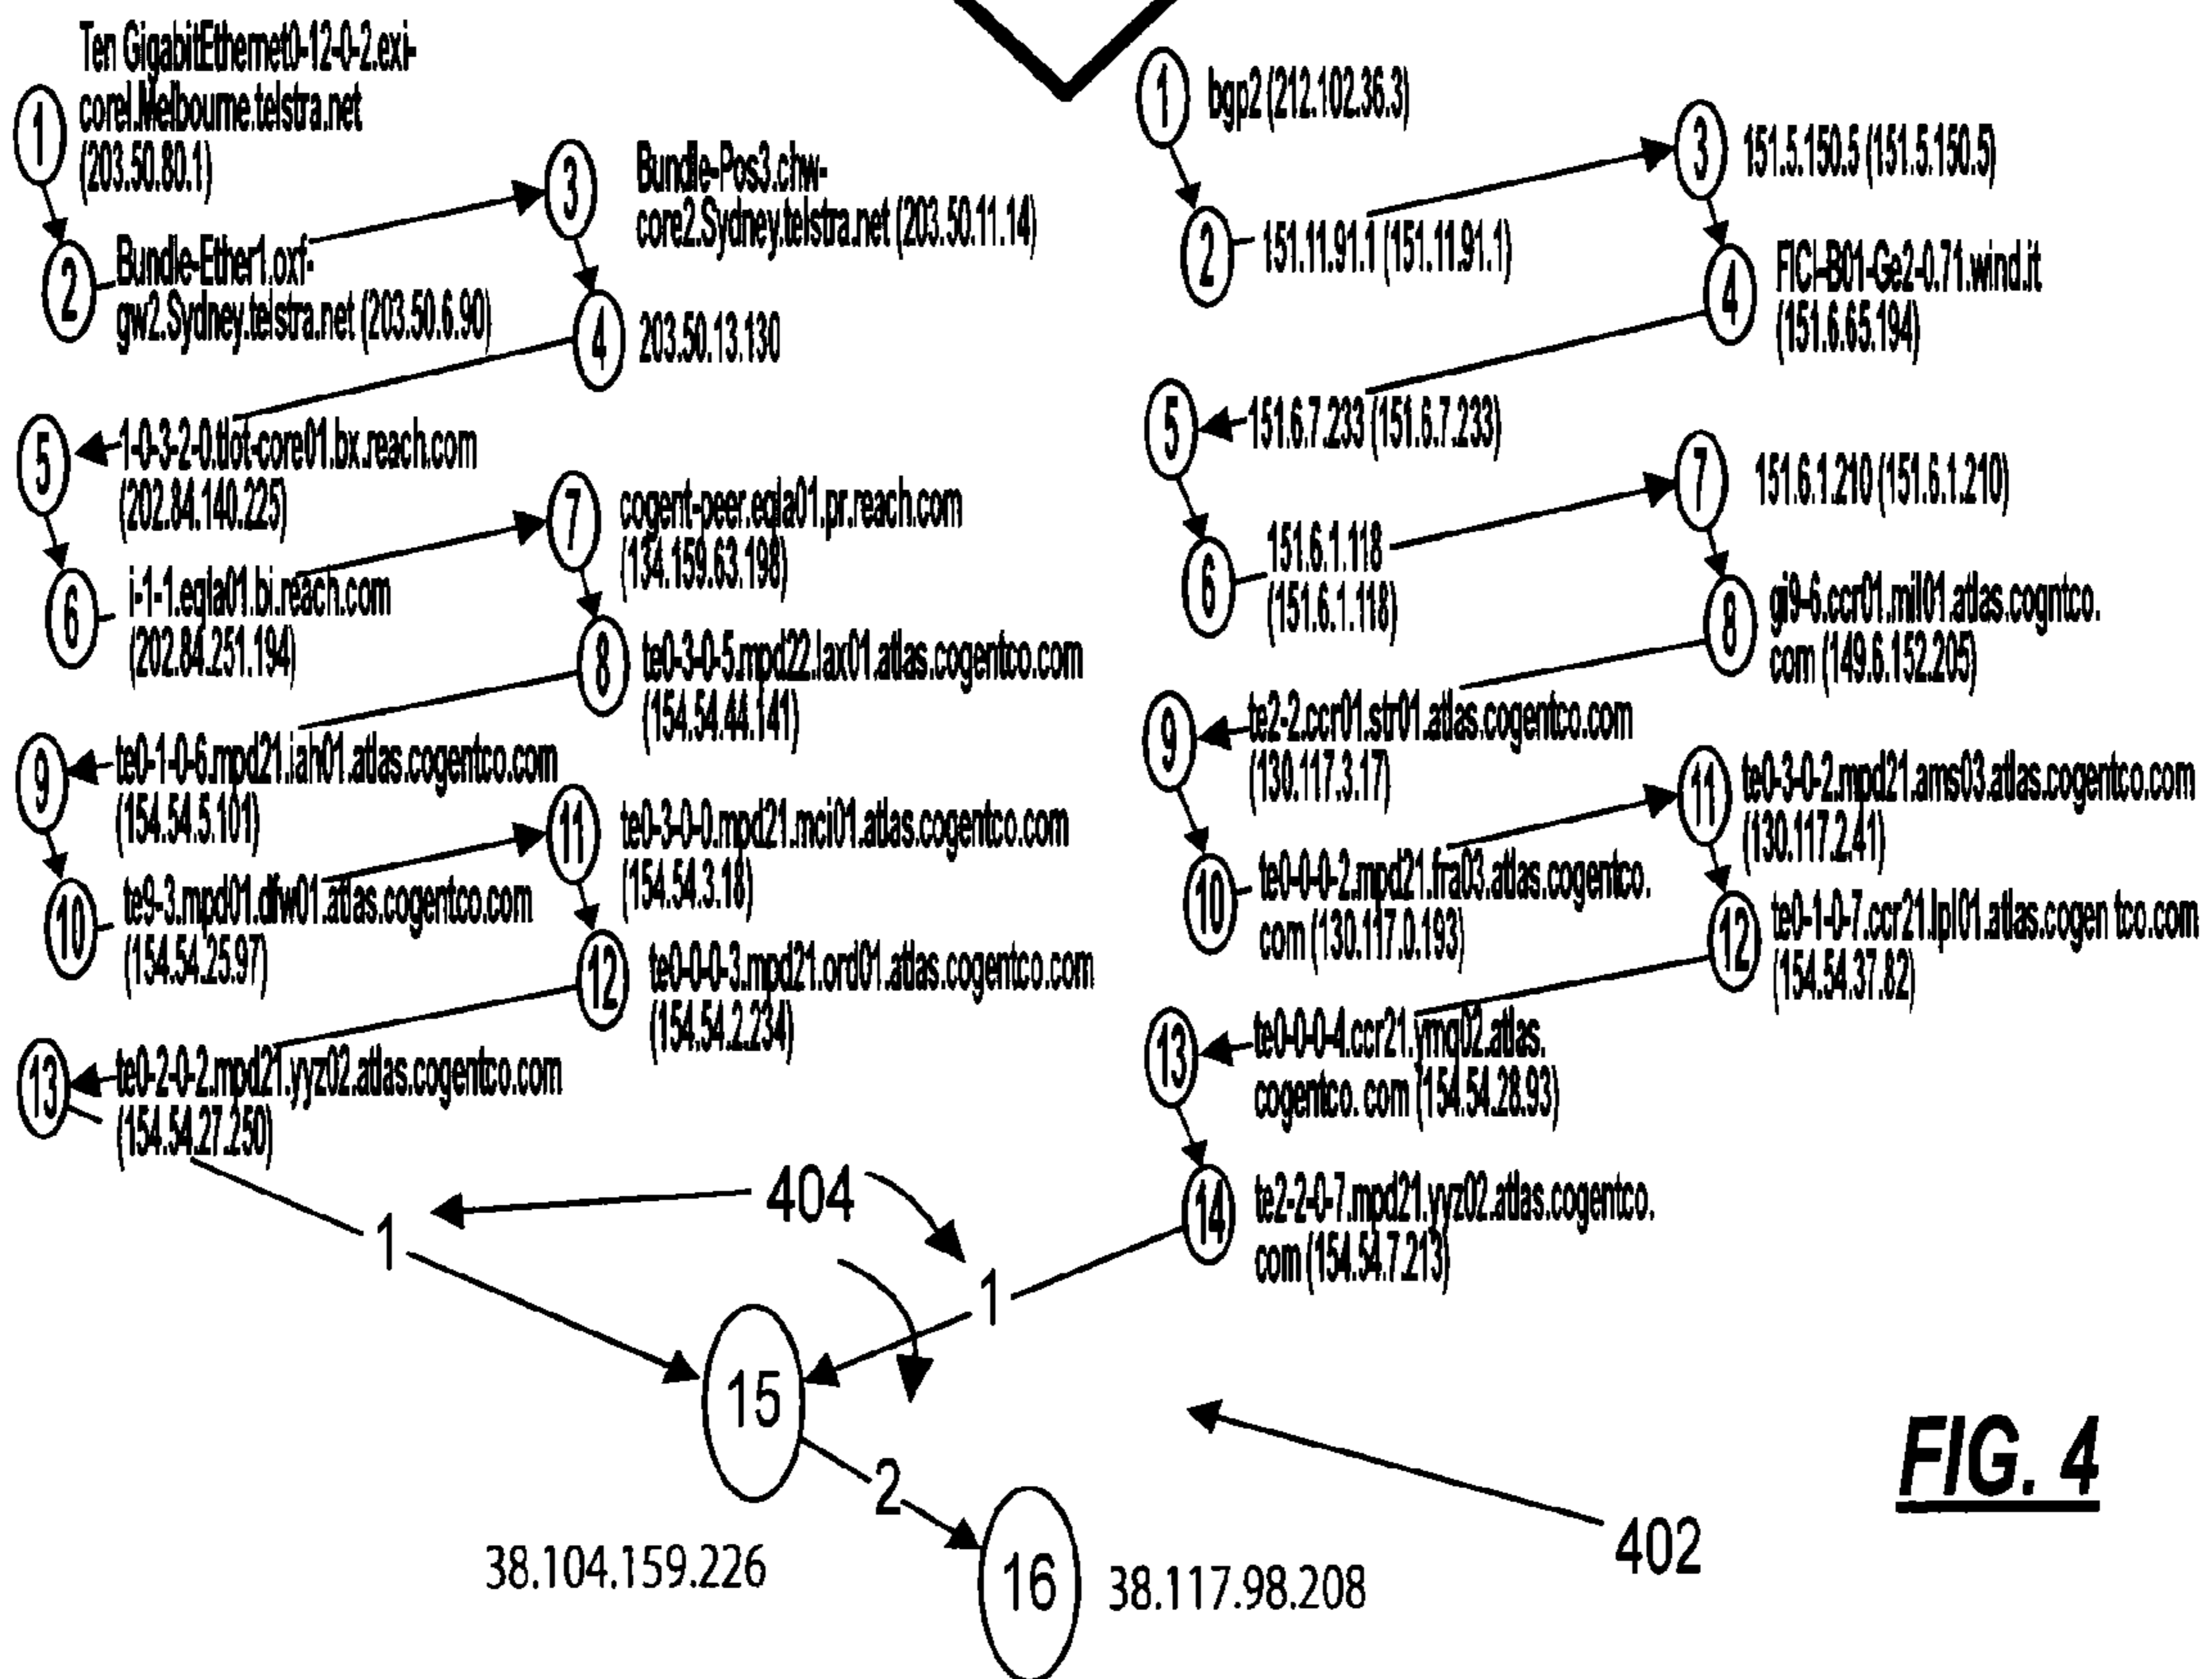 Ten GigabitEthernet0-12-0-2.exi-
corel.Melbourne.telstra.net
(203.50.80.1)
1
2
Bundle-Ether1.oxf-
gw2.Sydney.telstra.net (203.50.6.90)
3
Bundle-Pos3.chw-
core2.Sydney.telstra.net (203.50.11.14)
4
203.50.13.130
5
1-0-3-2-0.tlot-core01.bx.reach.com
(202.84.140.225)
6
i-1-1.eqla01.bi.reach.com
(202.84.251.194)
7
cogent-peer.eqla01.pr.reach.com
(134.159.63.198)
8
te0-3-0-5.mpd22.lax01.atlas.cogentco.com
(154.54.44.141)
9
te0-1-0-6.mpd21.iah01.atlas.cogentco.com
(154.54.5.101)
10
te9-3.mpd01.dfw01.atlas.cogentco.com
(154.54.25.97)
11
te0-3-0-0.mpd21.mci01.atlas.cogentco.com
(154.54.3.18)
12
te0-0-0-3.mpd21.ord01.atlas.cogentco.com
(154.54.2.234)
13
te0-2-0-2.mpd21.yyz02.atlas.cogentco.com
(154.54.27.250)
1
bgp2 (212.102.36.3)
2
151.11.91.1 (151.11.91.1)
3
151.5.150.5 (151.5.150.5)
4
FICI-B01-Ge2-0.71.wind.it
(151.6.65.194)
5
151.6.7.233 (151.6.7.233)
6
151.6.1.118
(151.6.1.118)
7
151.6.1.210 (151.6.1.210)
8
gi9-6.ccr01.mil01.atlas.cogntco.
com (149.6.152.205)
9
te2-2.ccr01.str01.atlas.cogentco.com
(130.117.3.17)
10
te0-0-0-2.mpd21.fra03.atlas.cogentco.
com (130.117.0.193)
11
te0-3-0-2.mpd21.ams03.atlas.cogentco.com
(130.117.2.41)
12
te0-1-0-7.ccr21.lpl01.atlas.cogen tco.com
(154.54.37.82)
13
te0-0-0-4.ccr21.ymq02.atlas.
cogentco. com (154.54.28.93)
14
te2-2-0-7.mpd21.yyz02.atlas.cogentco.
com (154.54.7.213)
404
1
1
15
2
38.104.159.226
16
38.117.98.208
402
FIG. 4